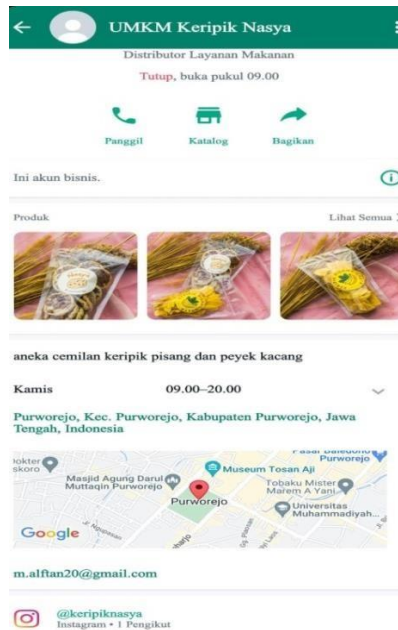 UMKM Keripik Nasya
Distributor Layanan Makanan
Tutup, buka pukul 09.00
Panggil
Katalog
Bagikan
Ini akun bisnis.
Produk
Lihat Semua
aneka cemilan keripik pisang dan peyek kacang
Kamis
09.00–20.00
Purworejo, Kec. Purworejo, Kabupaten Purworejo, Jawa
Tengah, Indonesia
Purworejo
Museum Tosan Aji
Masjid Agung Darul
Muttaqin Purworejo
Tobaku Mister
Marem A Yani
Purworejo
Universitas
Muhammadiyah...
Google
m.alftan20@gmail.com
@keripiknasya
Instagram • 1 Pengikut